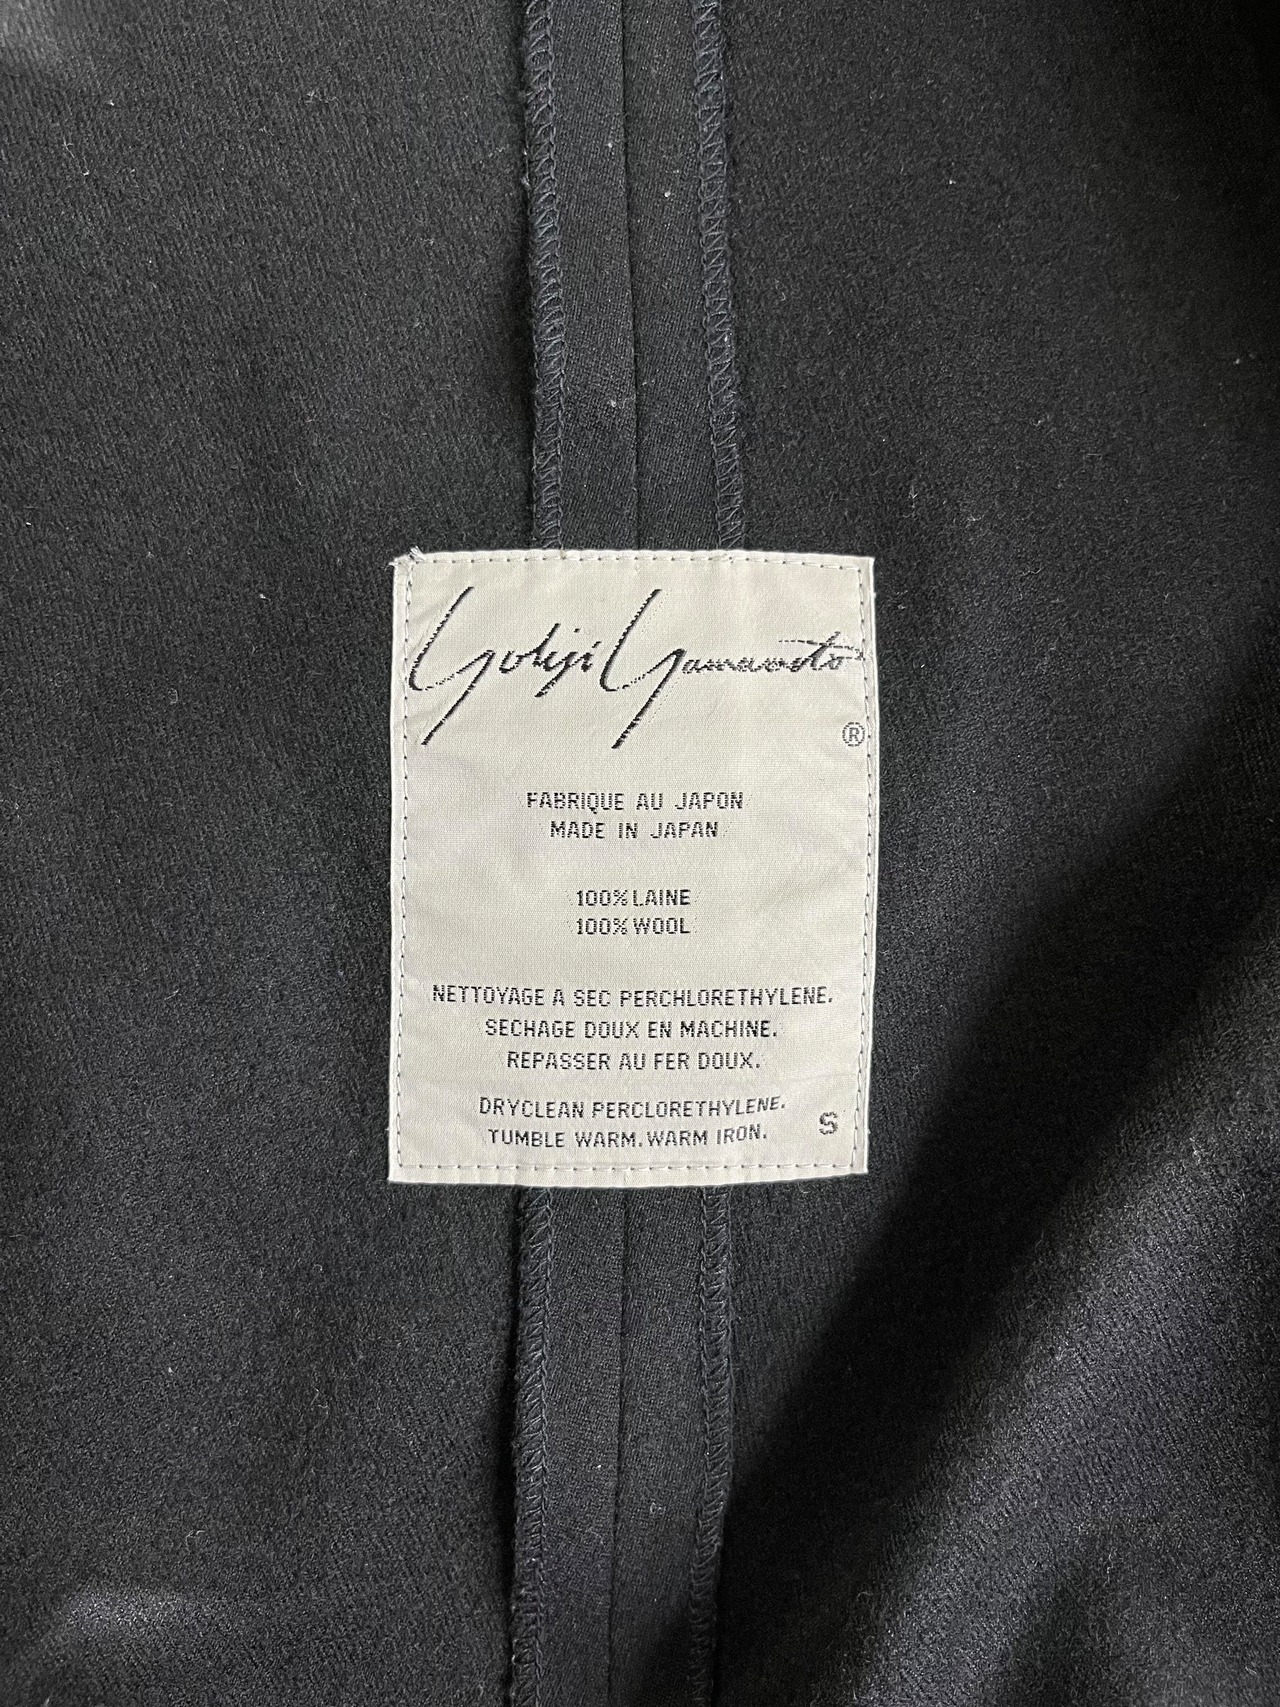 Yohji Yamamoto
®
FABRIQUE AU JAPON
MADE IN JAPAN
100% LAINE
100% WOOL
NETTOYAGE A SEC PERCHLORETHYLENE.
SECHAGE DOUX EN MACHINE.
REPASSER AU FER DOUX.
DRYCLEAN PERCLORETHYLENE.
TUMBLE WARM. WARM IRON.
S